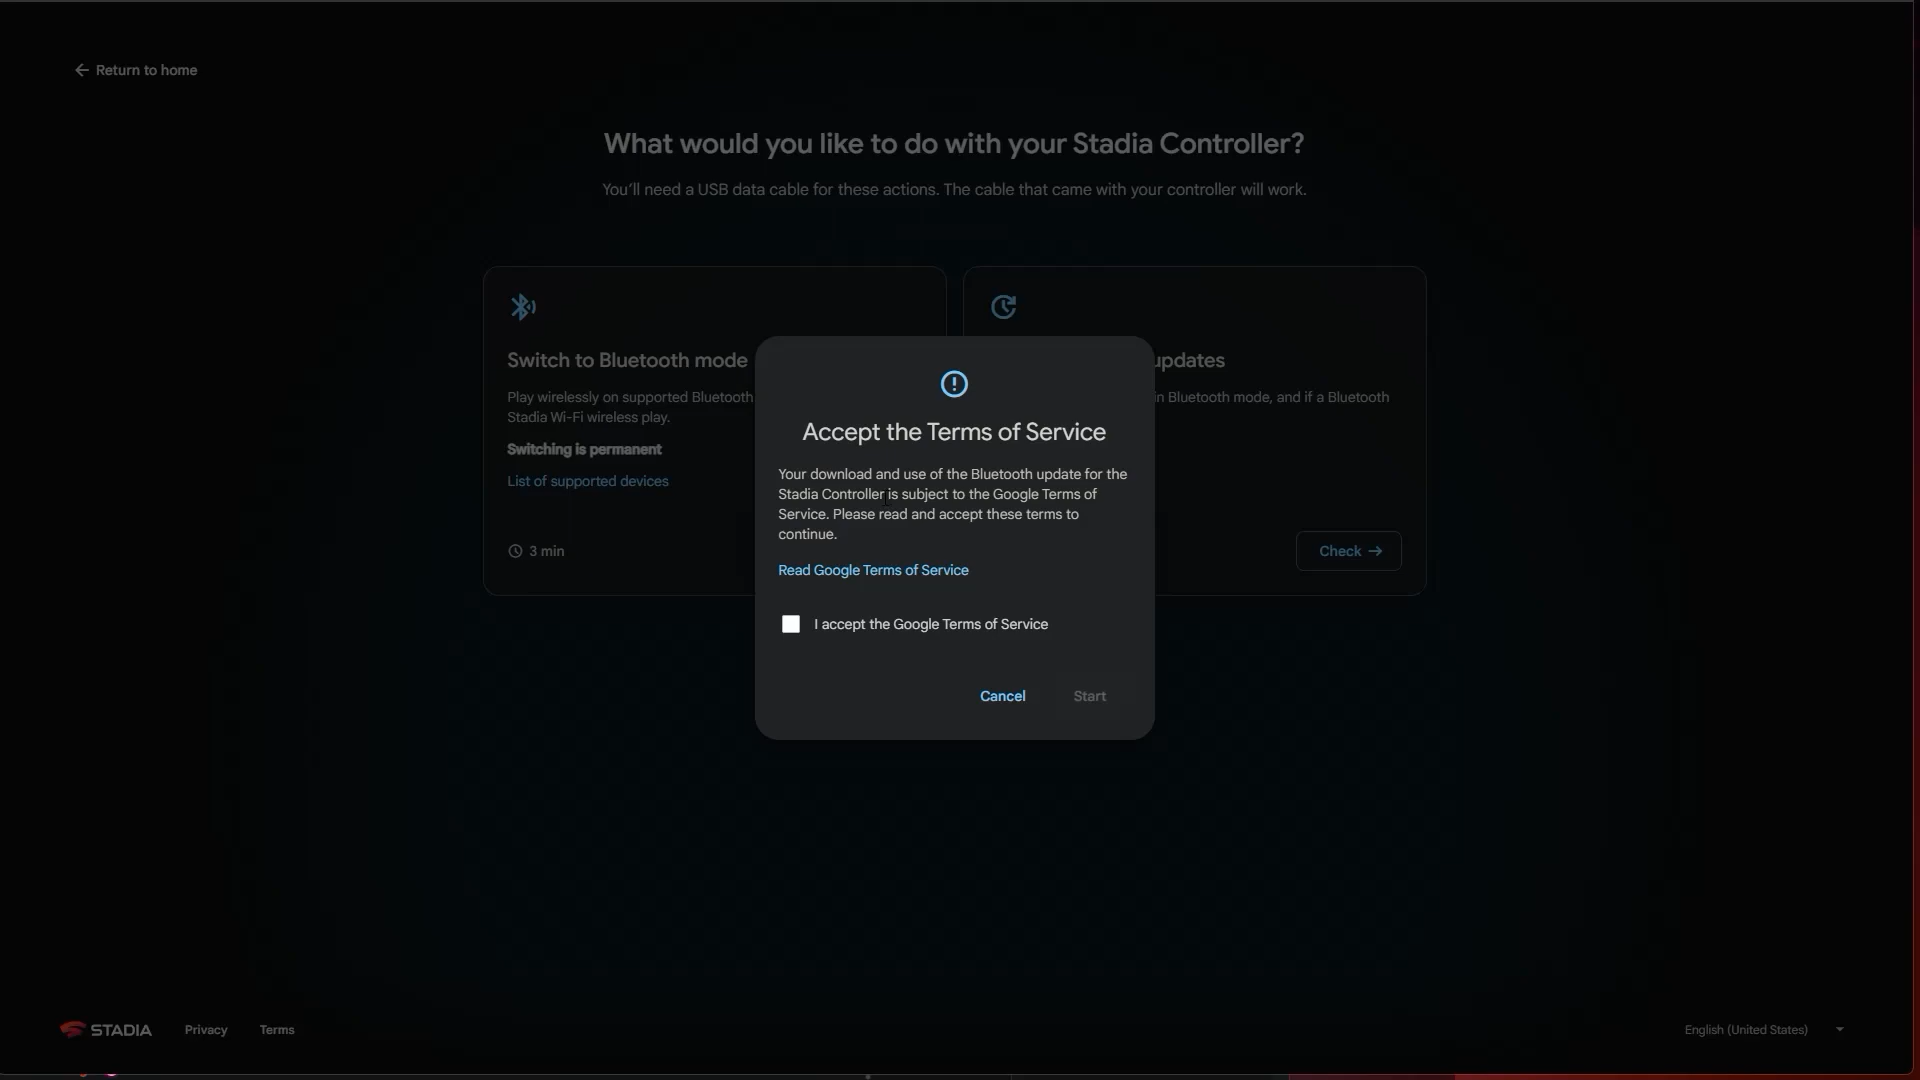 Return to home
What would you like to do with your Stadia Controller?
You'll need a USB data cable for these actions. The cable that came with your controller will work.
Switch to Bluetooth mode
Play wirelessly on supported Bluetooth
Stadia Wi-Fi wireless play.
Switching is permanent
List of supported devices
3 min
updates
in Bluetooth mode, and if a Bluetooth
Check
Accept the Terms of Service
Your download and use of the Bluetooth update for the
Stadia Controller is subject to the Google Terms of
Service. Please read and accept these terms to
continue.
Read Google Terms of Service
I accept the Google Terms of Service
Cancel Start
STADIA Privacy Terms
English (United States)